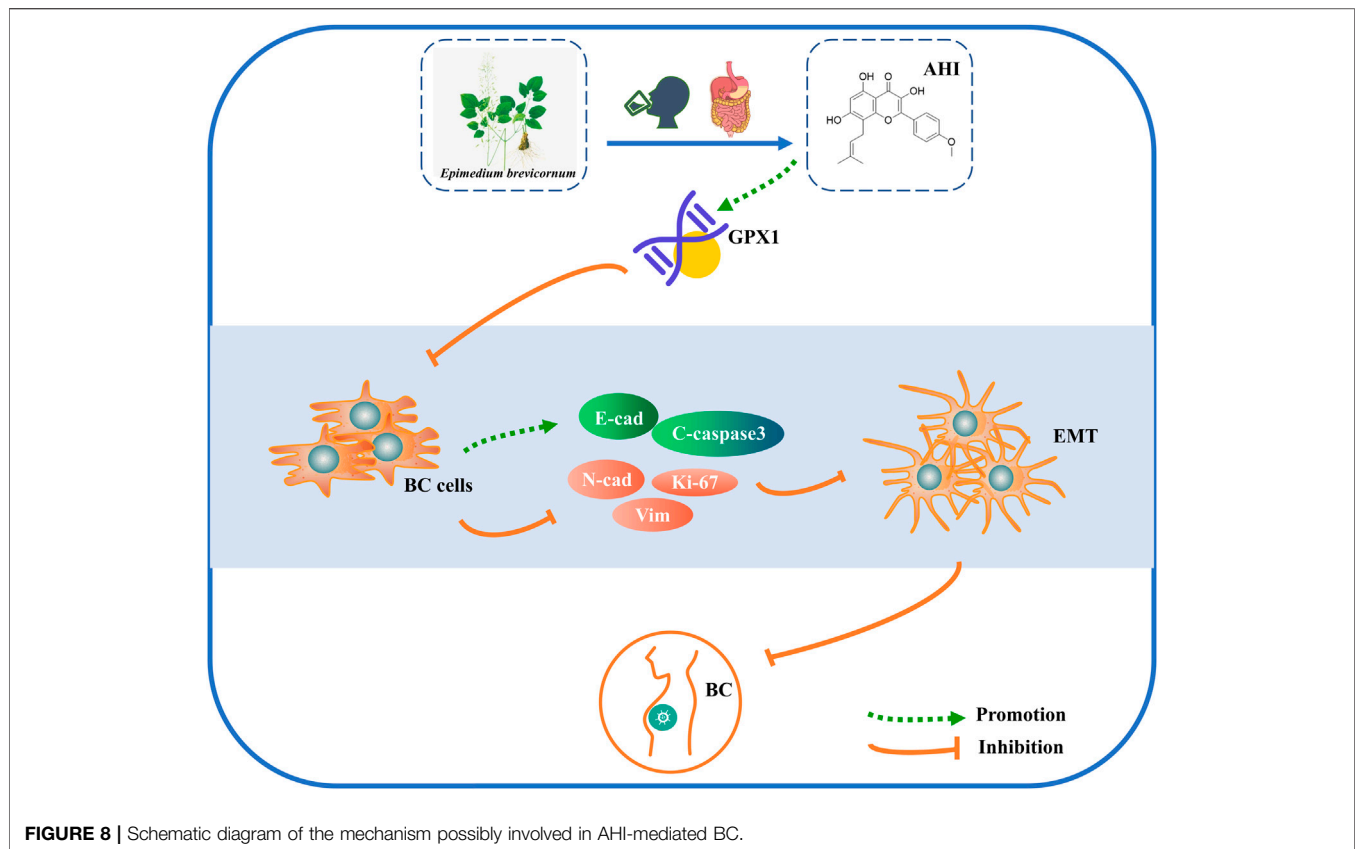 AHI
OH
O
OH
HO
O
O
Epimedium brevicornum
GPX1
E-cad
C-caspase3
EMT
BC cells
N-cad
Ki-67
Vim
BC
Promotion
Inhibition
FIGURE 8 | Schematic diagram of the mechanism possibly involved in AHI-mediated BC.